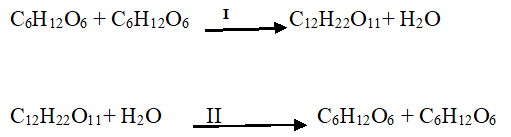 C₆H₁₂O₆ + C₆H₁₂O₆ I C₁₂H₂₂O₁₁+ H₂O
C₁₂H₂₂O₁₁+ H₂O II C₆H₁₂O₆ + C₆H₁₂O₆